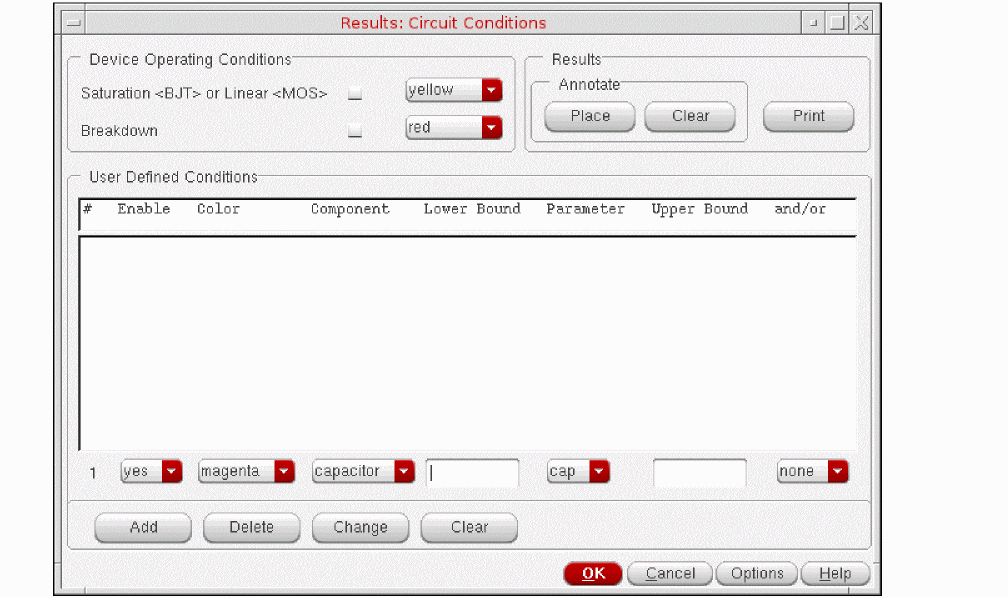 Results: Circuit Conditions
Device Operating Conditions
Saturation <BJT> or Linear <MOS>
yellow
Breakdown
red
Results
Annotate
Place
Clear
Print
User Defined Conditions
# Enable Color Component Lower Bound Parameter Upper Bound and/or
1 yes magenta capacitor cap none
Add Delete Change Clear
OK Cancel Options Help